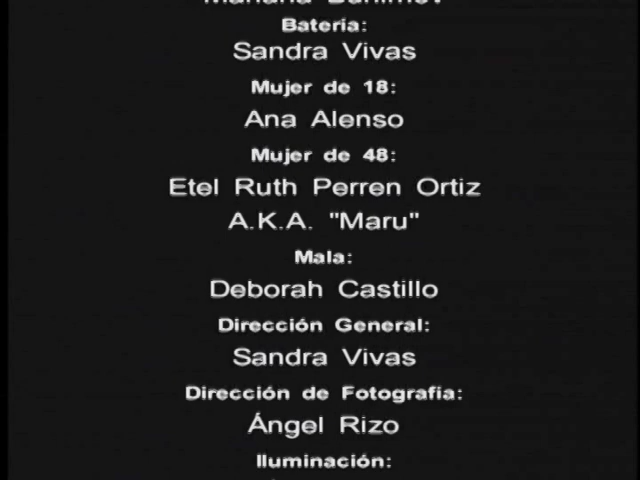 Batería:
Sandra Vivas
Mujer de 18:
Ana Alenso
Mujer de 48:
Etel Ruth Perren Ortiz
A.K.A. "Maru"
Mala:
Deborah Castillo
Dirección General:
Sandra Vivas
Dirección de Fotografía:
Ángel Rizo
Iluminación: